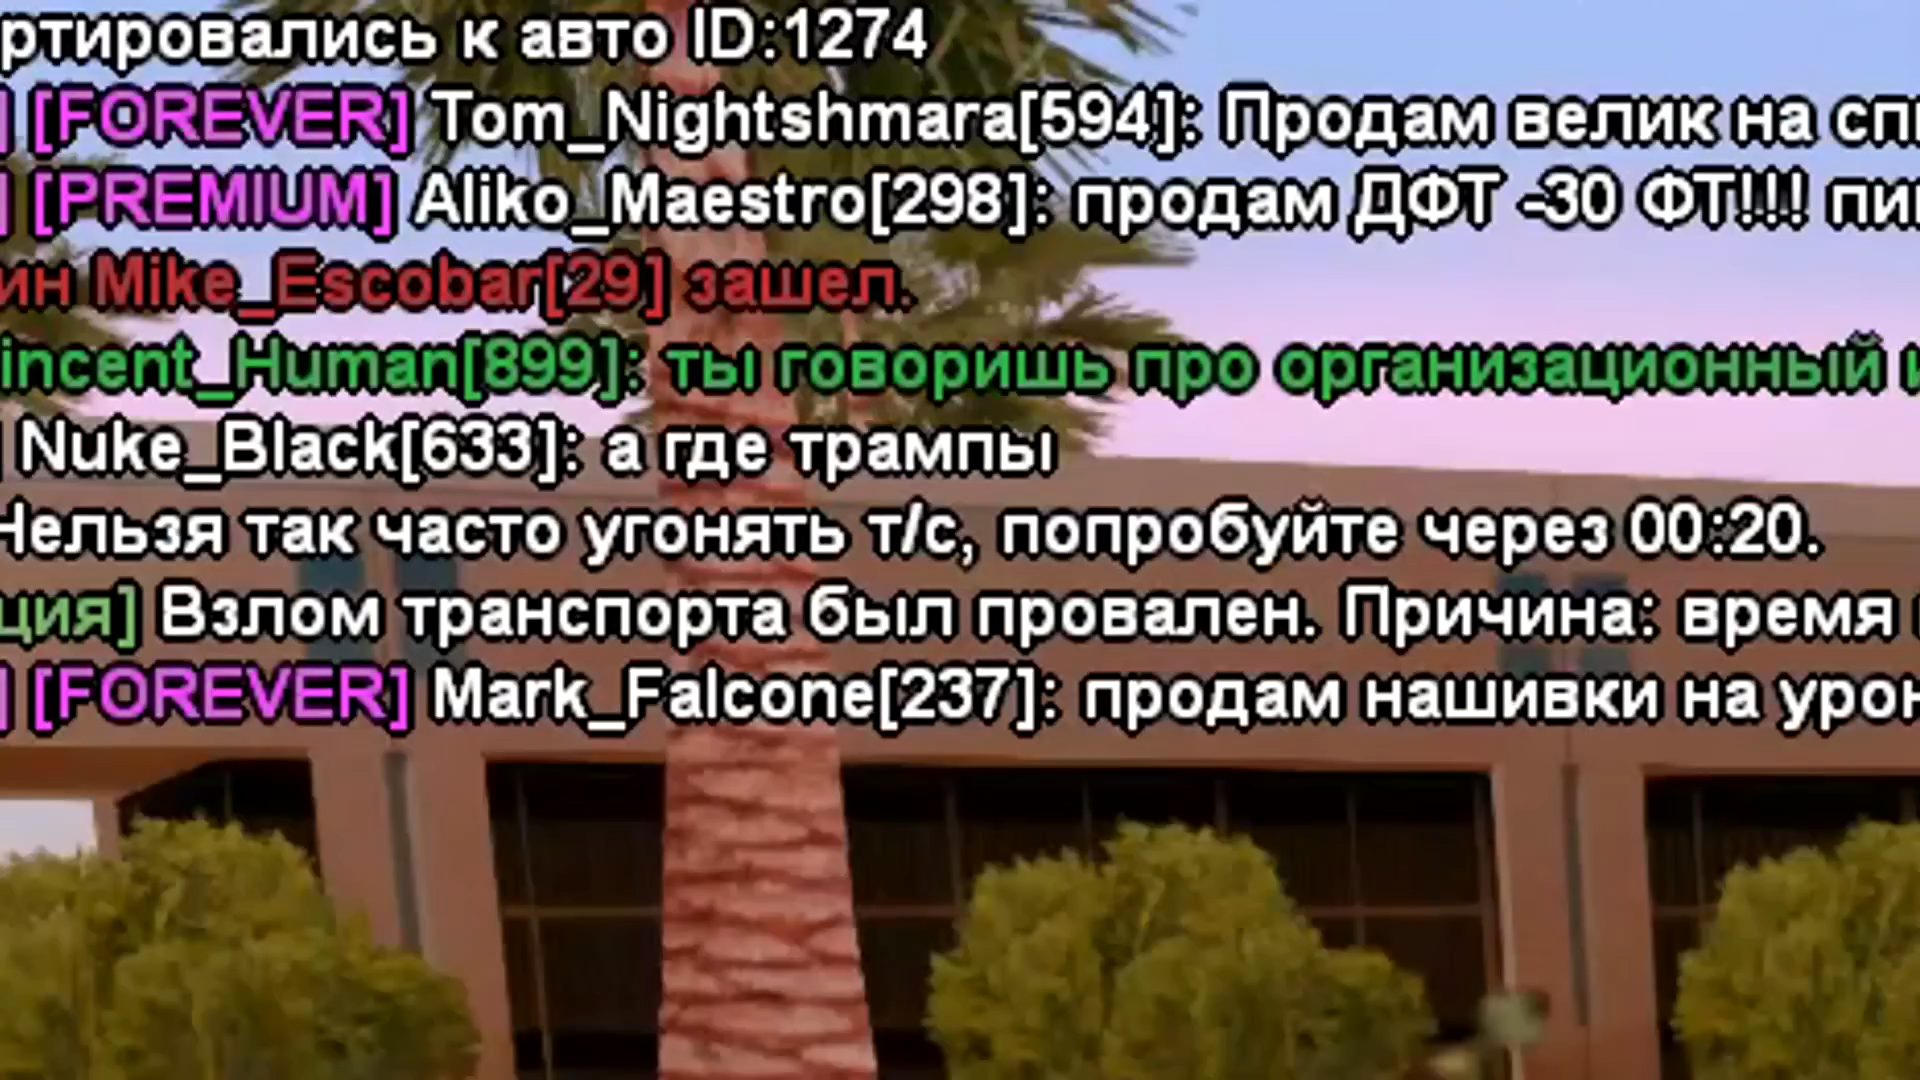 ртировались к авто ID:1274
] [FOREVER] Tom_Nightshmara[594]: Продам велик на сп
] [PREMIUM] Aliko_Maestro[298]: продам ДФТ -30 ФТ!!! пи
ин Mike_Escobar[29] зашел.
incent_Human[899]: ты говоришь про организационный и
] Nuke_Black[633]: а где трампы
Нельзя так часто угонять т/с, попробуйте через 00:20.
ция] Взлом транспорта был провален. Причина: время
] [FOREVER] Mark_Falcone[237]: продам нашивки на урон